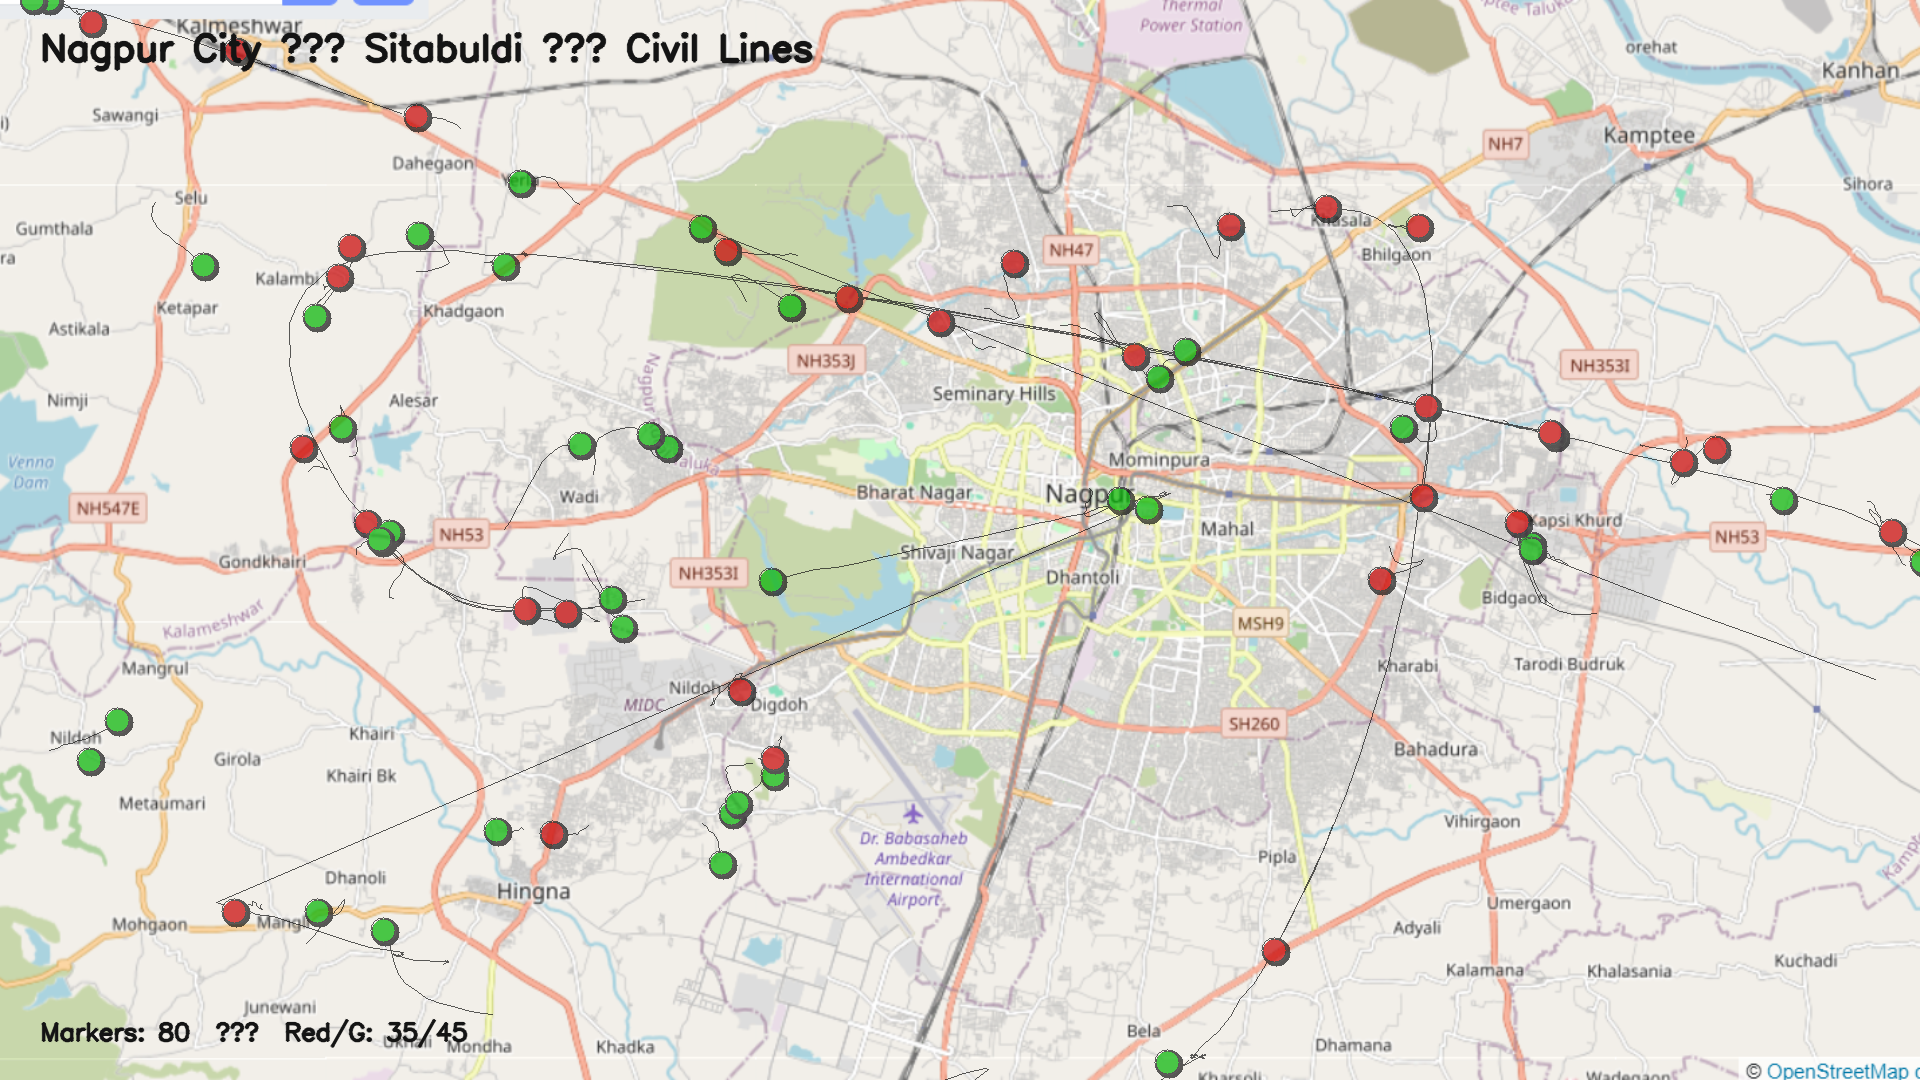 Thermal
Power Station
ptee Taluk
Kalmeshwar
Nagpur City ??? Sitabuldi ??? Civil Lines
orehat
Kanhan
Sawangi
Kamptee
NH7
Dahegaon
Sihora
Selu
Gumthala
Khasala
NH47
Bhilgaon
Kalambi
Ketapar
Khadgaon
Astikala
NH353J
NH353I
Seminary Hills
Nimji
Alesar
Nagpur
Taluka
Mominpura
Venna
Dam
Wadi
Bharat Nagar
Nagpur
NH547E
Kapsi Khurd
Mahal
NH53
NH53
Gondkhairi
Shivaji Nagar
NH353I
Dhantoli
Bidgaon
Kalameshwar
MSH9
Mangrul
Kharabi
Tarodi Budruk
Nildoh
MIDC
Digdoh
SH260
Nildoh
Khairi
Bahadura
Girola
Khairi Bk
Metaumari
Vihirgaon
Dr. Babasaheb
Ambedkar
International
Airport
Pipla
Dhanoli
Hingna
Umergaon
Mohgaon
Mangli
Adyali
Kalamana
Khalasania
Kuchadi
Junewani
Markers: 80 ??? Red/G: 35/45
Mondha
Khadka
Bela
Dhamana
Kharsoli
Wadegaon
© OpenStreetMap c